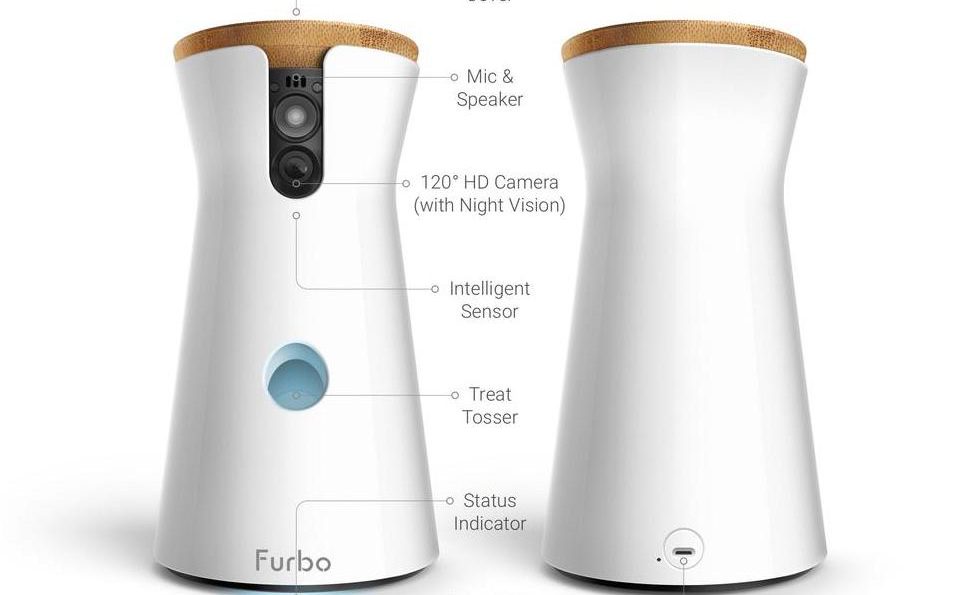 Mic &
Speaker
120° HD Camera
(with Night Vision)
Intelligent
Sensor
Treat
Tosser
Status
Indicator
Furbo